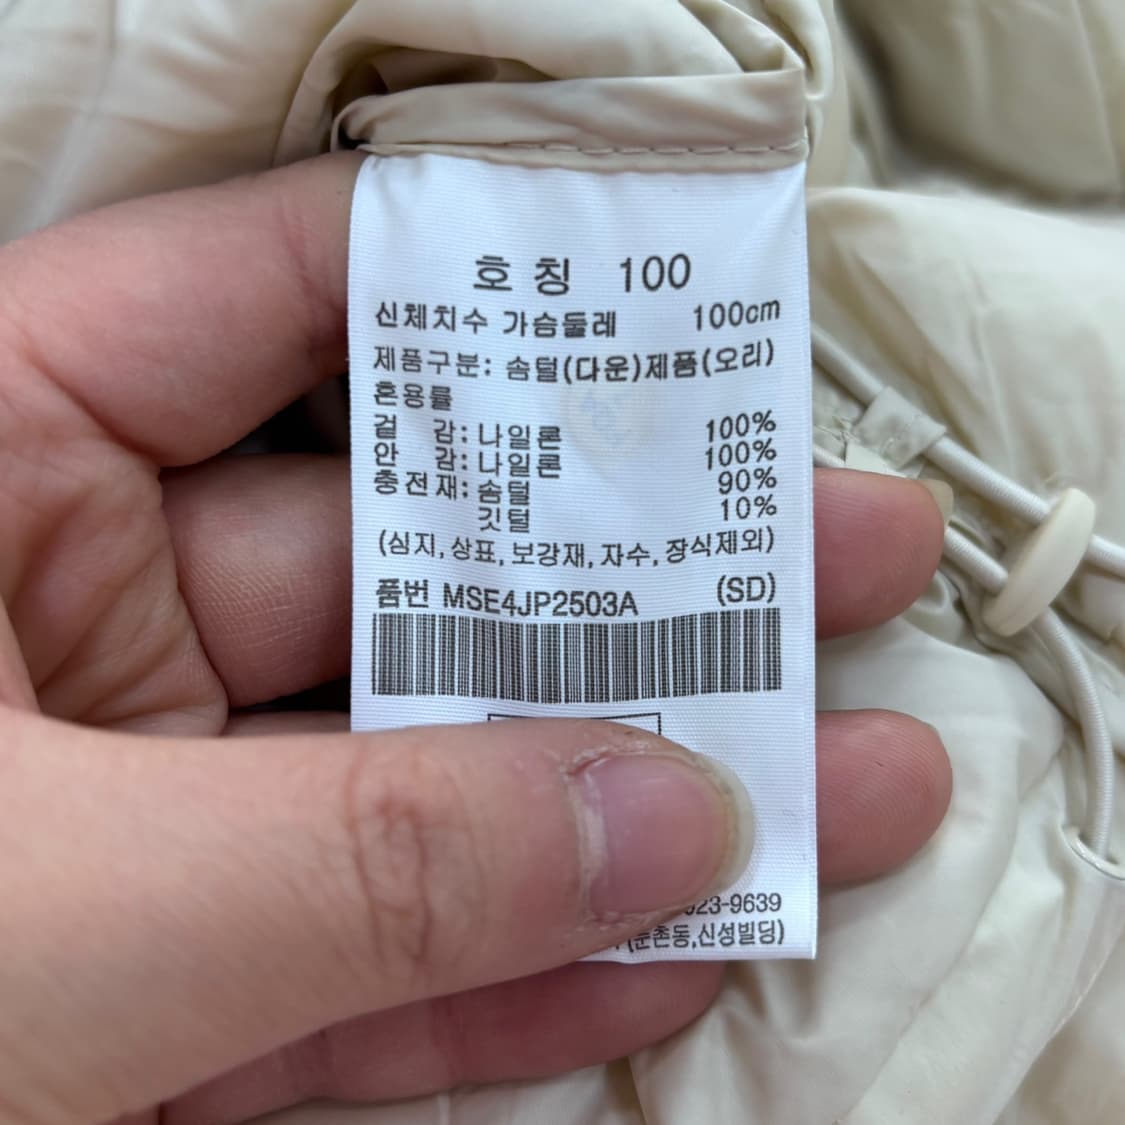 호칭 100
신체치수 가슴둘레 100cm
제품구분: 솜털(다운)제품(오리)
혼용률
겉 감: 나일론 100%
안 감: 나일론 100%
충전재: 솜털 90%
깃털 10%
(심지, 상표, 보강재, 자수, 장식제외)
품번 MSE4JP2503A (SD)
23-9639
(둔촌동,신성빌딩)